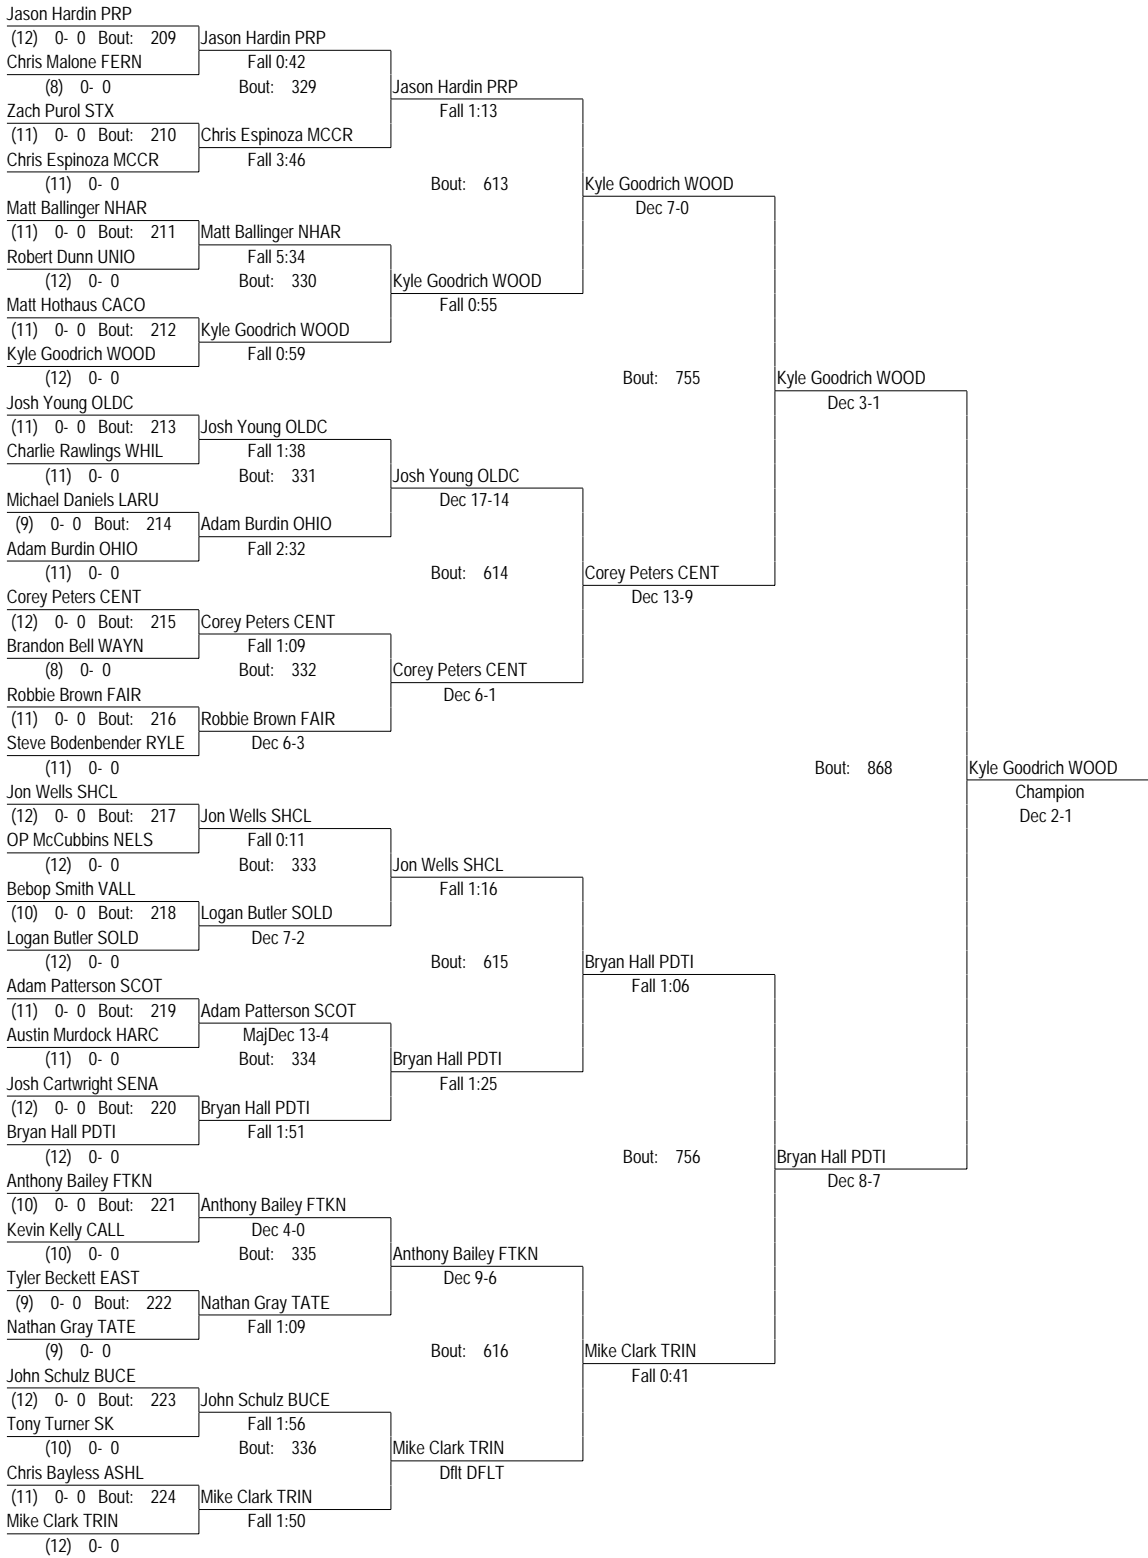 Jason Hardin PRP
(12) 0- 0 Bout: 209 Jason Hardin PRP
Chris Malone FERN Fall 0:42
(8) 0- 0 Bout: 329 Jason Hardin PRP
Zach Purol STX Fall 1:13
(11) 0- 0 Bout: 210 Chris Espinoza MCCR
Chris Espinoza MCCR Fall 3:46
(11) 0- 0 Bout: 613 Kyle Goodrich WOOD
Matt Ballinger NHAR Dec 7-0
(11) 0- 0 Bout: 211 Matt Ballinger NHAR
Robert Dunn UNIO Fall 5:34
(12) 0- 0 Bout: 330 Kyle Goodrich WOOD
Matt Hothaus CACO Fall 0:55
(11) 0- 0 Bout: 212 Kyle Goodrich WOOD
Kyle Goodrich WOOD Fall 0:59
(12) 0- 0 Bout: 755 Kyle Goodrich WOOD
Josh Young OLDC Dec 3-1
(11) 0- 0 Bout: 213 Josh Young OLDC
Charlie Rawlings WHIL Fall 1:38
(11) 0- 0 Bout: 331 Josh Young OLDC
Michael Daniels LARU Dec 17-14
(9) 0- 0 Bout: 214 Adam Burdin OHIO
Adam Burdin OHIO Fall 2:32
(11) 0- 0 Bout: 614 Corey Peters CENT
Corey Peters CENT Dec 13-9
(12) 0- 0 Bout: 215 Corey Peters CENT
Brandon Bell WAYN Fall 1:09
(8) 0- 0 Bout: 332 Corey Peters CENT
Robbie Brown FAIR Dec 6-1
(11) 0- 0 Bout: 216 Robbie Brown FAIR
Steve Bodenbender RYLE Dec 6-3
(11) 0- 0 Bout: 868 Kyle Goodrich WOOD
Jon Wells SHCL Champion
(12) 0- 0 Bout: 217 Jon Wells SHCL Dec 2-1
OP McCubbins NELS Fall 0:11
(12) 0- 0 Bout: 333 Jon Wells SHCL
Bebop Smith VALL Fall 1:16
(10) 0- 0 Bout: 218 Logan Butler SOLD
Logan Butler SOLD Dec 7-2
(12) 0- 0 Bout: 615 Bryan Hall PDTI
Adam Patterson SCOT Fall 1:06
(11) 0- 0 Bout: 219 Adam Patterson SCOT
Austin Murdock HARC MajDec 13-4
(11) 0- 0 Bout: 334 Bryan Hall PDTI
Josh Cartwright SENA Fall 1:25
(12) 0- 0 Bout: 220 Bryan Hall PDTI
Bryan Hall PDTI Fall 1:51
(12) 0- 0 Bout: 756 Bryan Hall PDTI
Anthony Bailey FTKN Dec 8-7
(10) 0- 0 Bout: 221 Anthony Bailey FTKN
Kevin Kelly CALL Dec 4-0
(10) 0- 0 Bout: 335 Anthony Bailey FTKN
Tyler Beckett EAST Dec 9-6
(9) 0- 0 Bout: 222 Nathan Gray TATE
Nathan Gray TATE Fall 1:09
(9) 0- 0 Bout: 616 Mike Clark TRIN
John Schulz BUCE Fall 0:41
(12) 0- 0 Bout: 223 John Schulz BUCE
Tony Turner SK Fall 1:56
(10) 0- 0 Bout: 336 Mike Clark TRIN
Chris Bayless ASHL Dflt DFLT
(11) 0- 0 Bout: 224 Mike Clark TRIN
Mike Clark TRIN Fall 1:50
(12) 0- 0